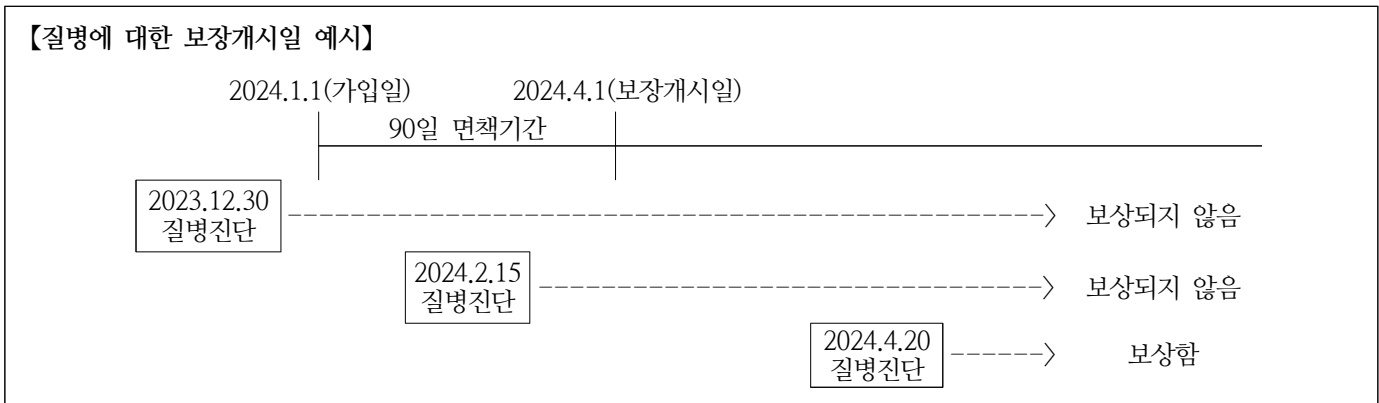 【질병에 대한 보장개시일 예시】
2024.1.1(가입일) 2024.4.1(보장개시일)
90일 면책기간
2023.12.30
질병진단
보상되지 않음
2024.2.15
질병진단
보상되지 않음
2024.4.20
질병진단
보상함